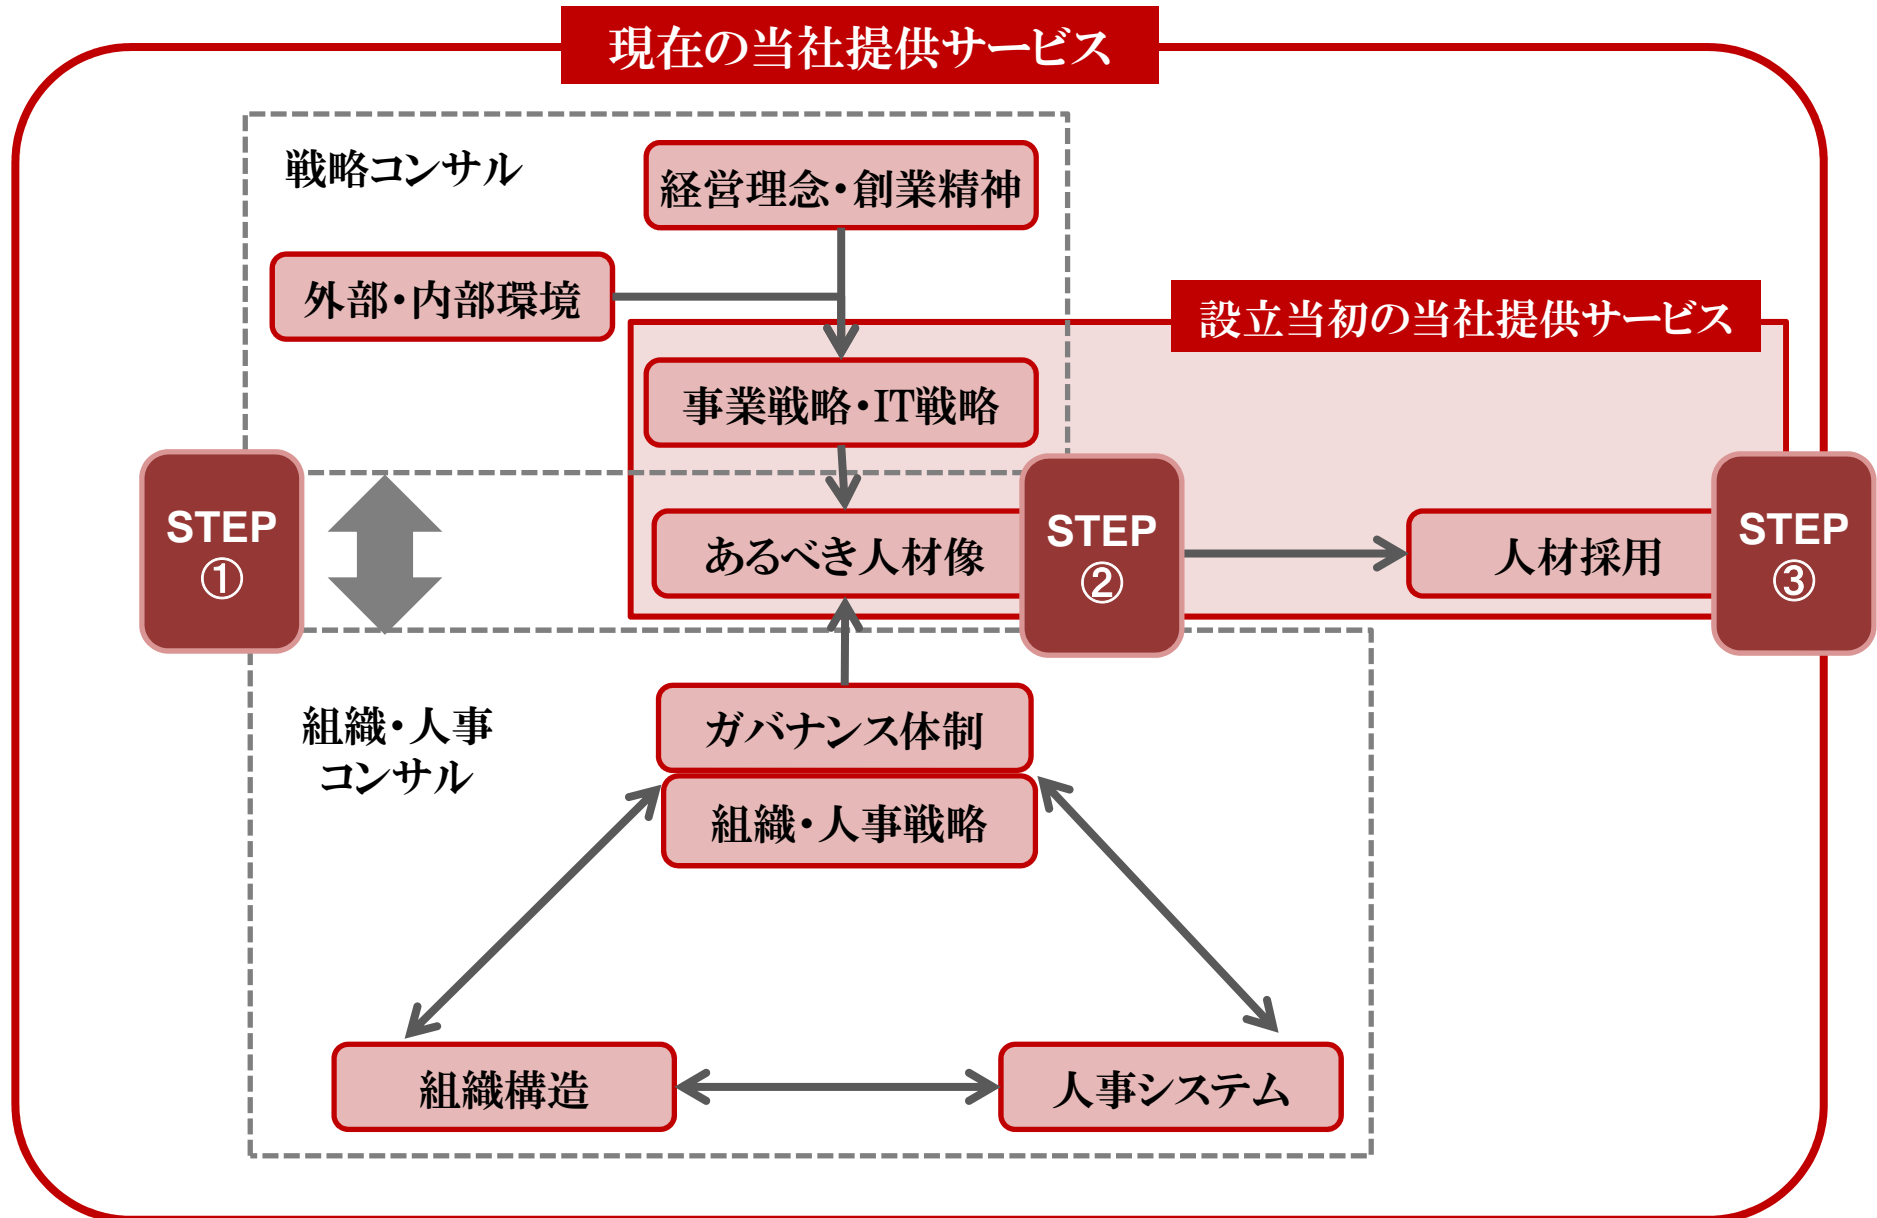 現在の当社提供サービス
戦略コンサル
経営理念・創業精神
外部・内部環境
設立当初の当社提供サービス
事業戦略・IT戦略
STEP
①
あるべき人材像
STEP
②
人材採用
STEP
③
組織・人事
コンサル
ガバナンス体制
組織・人事戦略
組織構造
人事システム